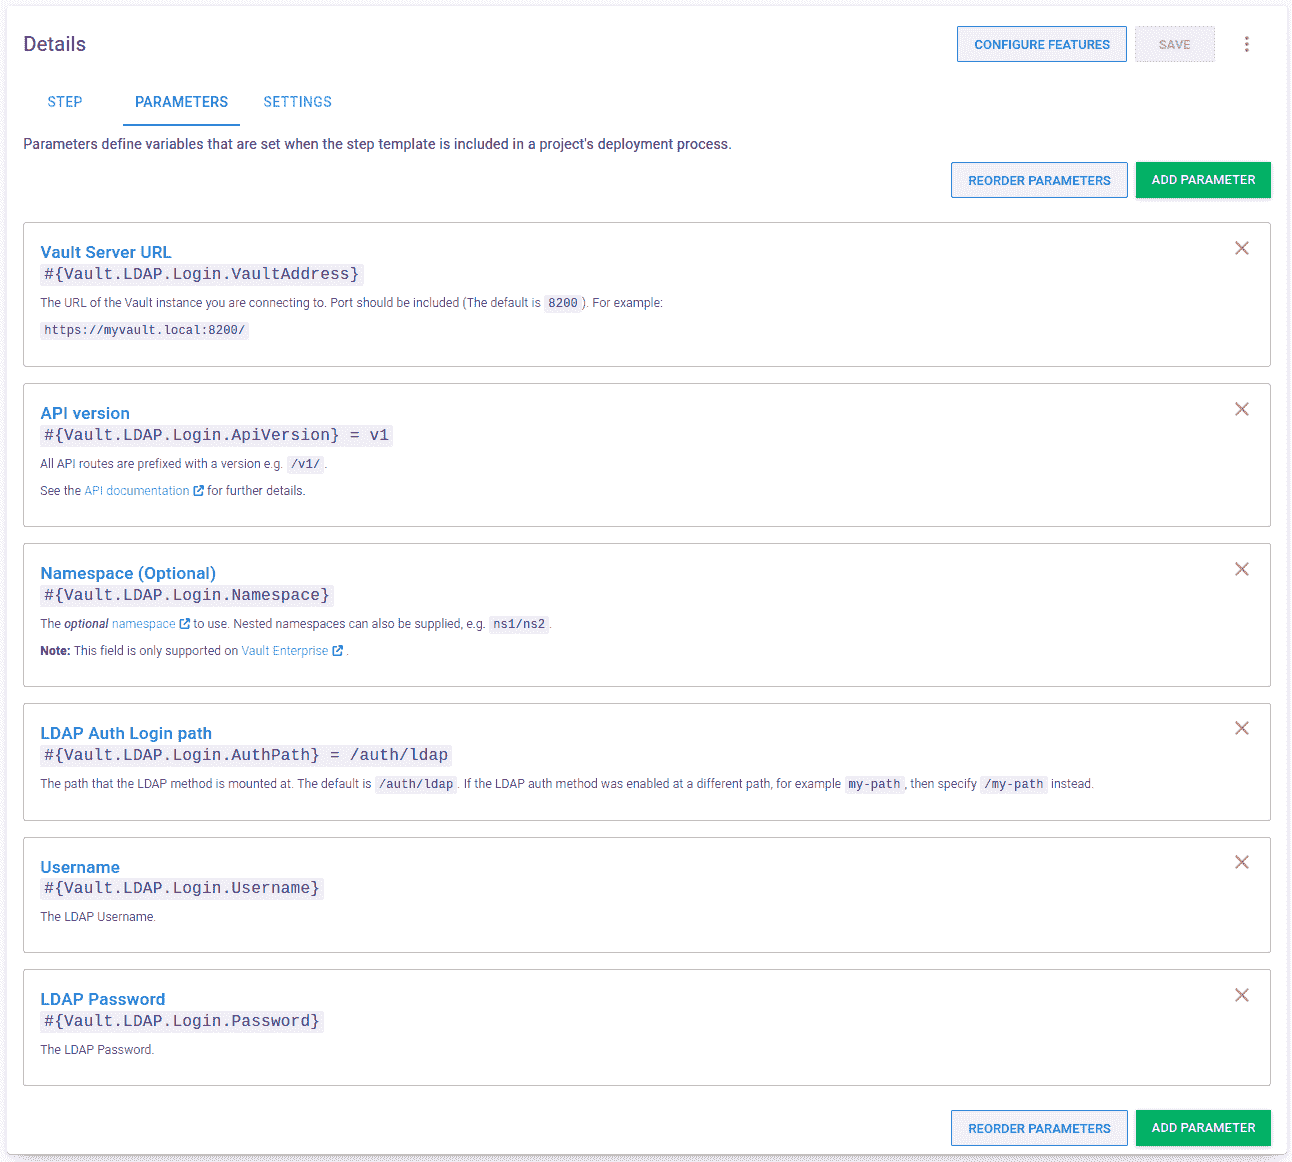 Details
CONFIGURE FEATURES
SAVE
STEP
PARAMETERS
SETTINGS
Parameters define variables that are set when the step template is included in a project's deployment process.
REORDER PARAMETERS
ADD PARAMETER
Vault Server URL
#{Vault.LDAP.Login.VaultAddress}
The URL of the Vault instance you are connecting to. Port should be included (The default is 8200 ). For example:
https://myvault.local:8200/
API version
#{Vault.LDAP.Login.ApiVersion} = v1
All API routes are prefixed with a version e.g. /v1/ .
See the API documentation for further details.
Namespace (Optional)
#{Vault.LDAP.Login.Namespace}
The optional namespace to use. Nested namespaces can also be supplied, e.g. ns1/ns2 .
Note: This field is only supported on Vault Enterprise .
LDAP Auth Login path
#{Vault.LDAP.Login.AuthPath} = /auth/ldap
The path that the LDAP method is mounted at. The default is /auth/ldap . If the LDAP auth method was enabled at a different path, for example my-path , then specify /my-path instead.
Username
#{Vault.LDAP.Login.Username}
The LDAP Username.
LDAP Password
#{Vault.LDAP.Login.Password}
The LDAP Password.
REORDER PARAMETERS
ADD PARAMETER